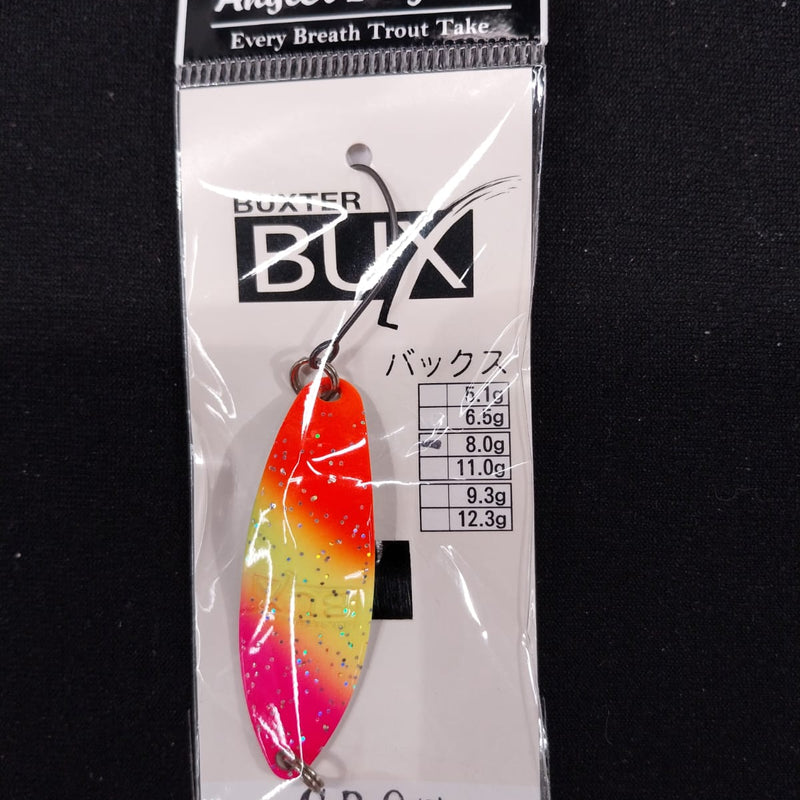 Every Breath Trout Take
BUXTER
BUX
バックス
5.1g
6.5g
8.0g
11.0g
9.3g
12.3g